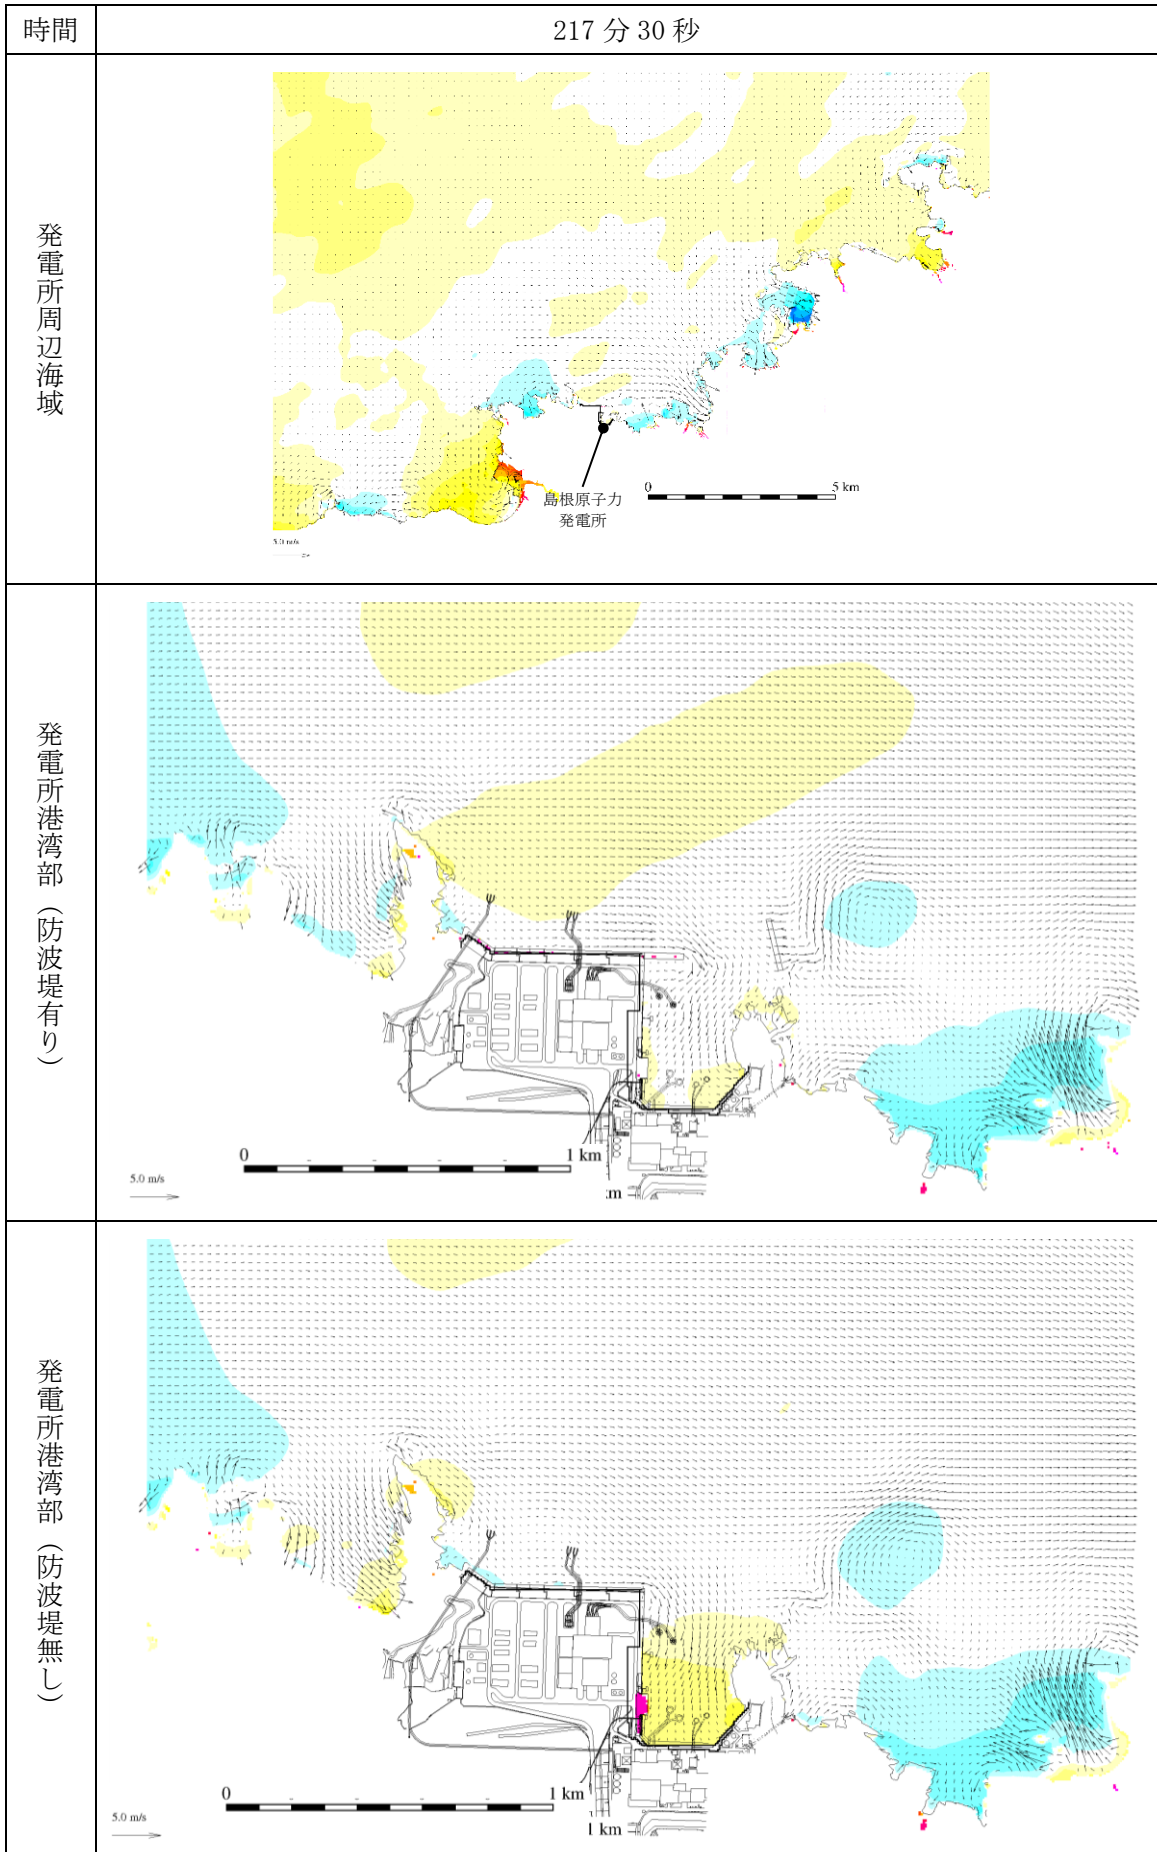 時間
217 分 30 秒
発電所周辺海域
島根原子力
発電所
0
5 km
5.0 m/s
発電所港湾部（防波堤有り）
0
1 km
5.0 m/s
発電所港湾部（防波堤無し）
0
1 km
1 km
5.0 m/s